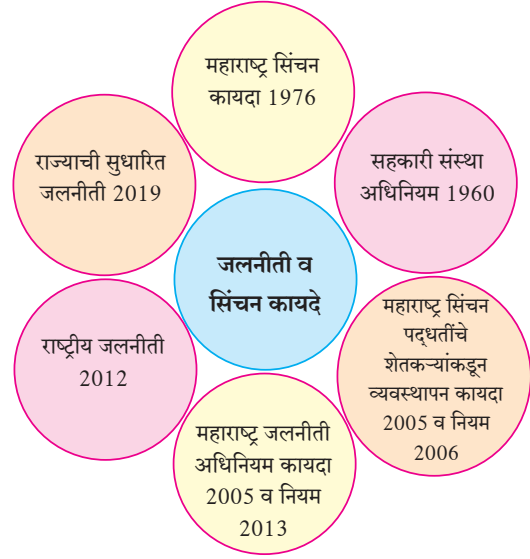 महाराष्ट्र सिंचन
कायदा 1976
सहकारी संस्था
अधिनियम 1960
महाराष्ट्र सिंचन
पद्धतींचे
शेतकऱ्यांकडून
व्यवस्थापन कायदा
2005 व नियम
2006
महाराष्ट्र जलनीती
अधिनियम कायदा
2005 व नियम
2013
राष्ट्रीय जलनीती
2012
राज्याची सुधारित
जलनीती 2019
जलनीती व
सिंचन कायदे